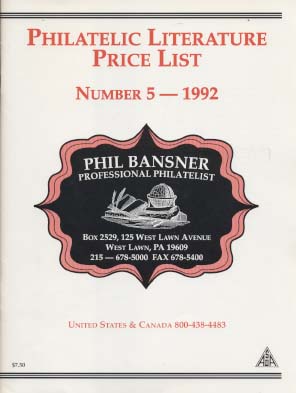 PHILATELIC LITERATURE
PRICE LIST
NUMBER 5 — 1992
PHIL BANSNER
PROFESSIONAL PHILATELIST
BOX 2529, 125 WEST LAWN AVENUE
WEST LAWN, PA 19609
215 — 678-5000 FAX 678-5400
UNITED STATES & CANADA 800-438-4483
$7.50